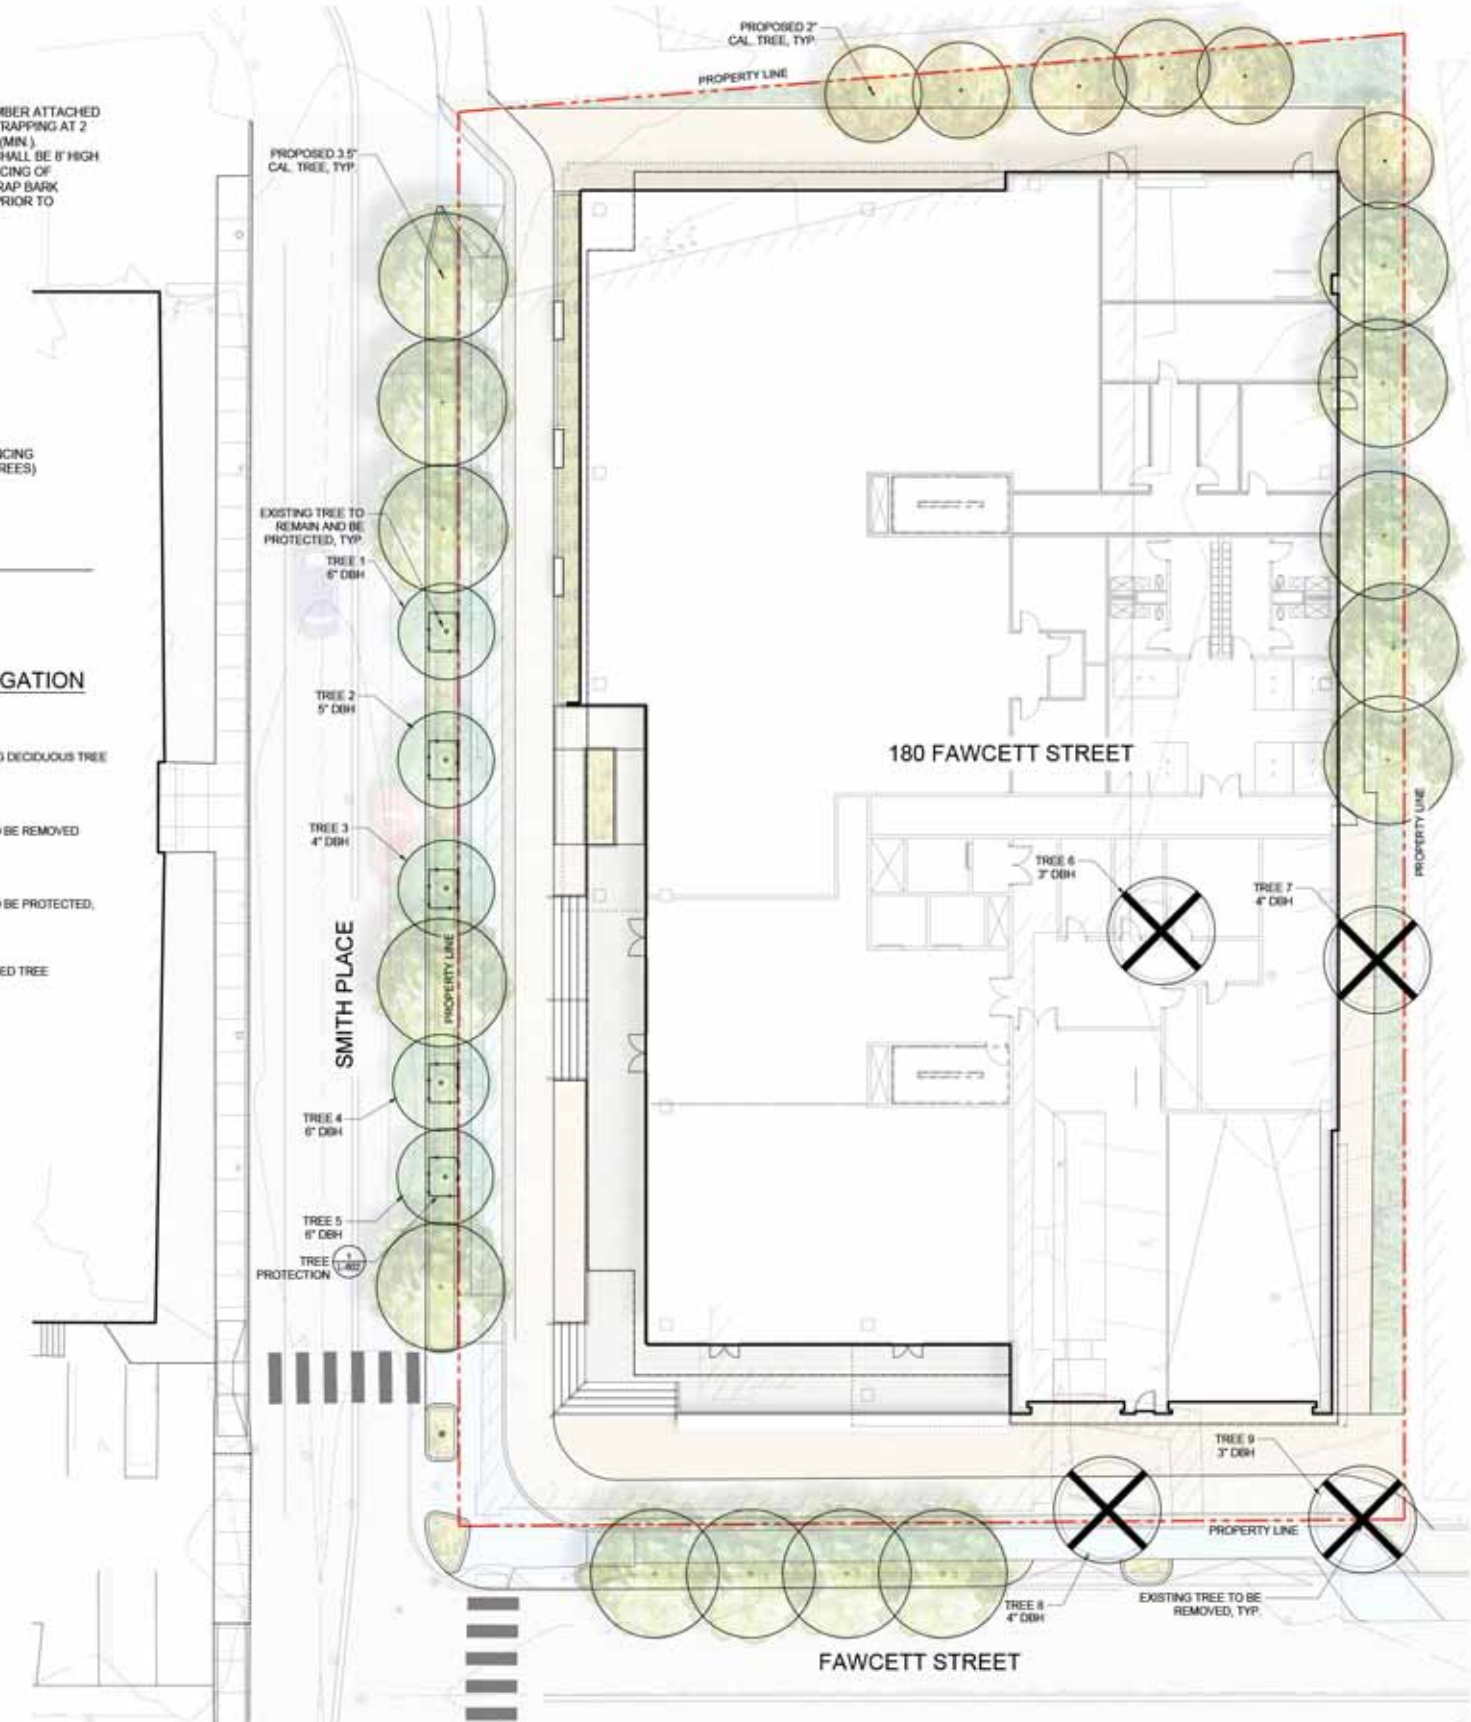 PROPOSED 2"
CAL. TREE, TYP.
PROPERTY LINE
MBER ATTACHED
TRAPPING AT 2
(MIN.).
HALL BE 8' HIGH
CING OF
RAP BARK
PRIOR TO
PROPOSED 3.5"
CAL. TREE, TYP.
NCING
REES)
EXISTING TREE TO
REMAIN AND BE
PROTECTED, TYP.
TREE 1
6" DBH
GATION
TREE 2
5" DBH
G DECIDUOUS TREE
180 FAWCETT STREET
BE REMOVED
TREE 3
4" DBH
PROPERTY LINE
TREE 6
3" DBH
TREE 7
4" DBH
BE PROTECTED,
SMITH PLACE
PROPERTY LINE
ED TREE
TREE 4
6" DBH
TREE 5
6" DBH
TREE
PROTECTION
1
TREE 9
3" DBH
PROPERTY LINE
TREE 8
4" DBH
EXISTING TREE TO BE
REMOVED, TYP.
FAWCETT STREET